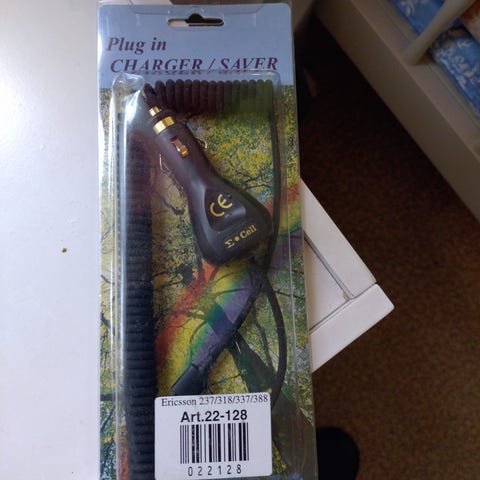 Plug in
CHARGER / SAVER
CE
Σ•Cell
Ericsson 237/318/337/388
Art.22-128
022128